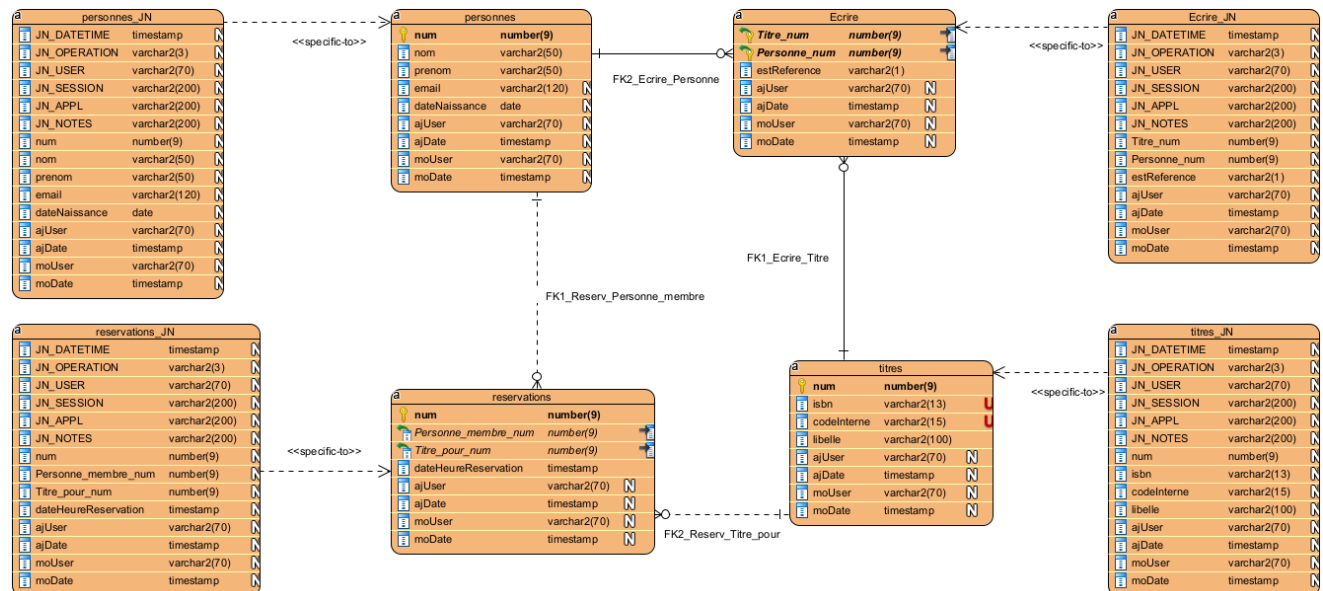 personnes_JN
JN_DATETIME timestamp N
JN_OPERATION varchar2(3) N
JN_USER varchar2(70) N
JN_SESSION varchar2(200) N
JN_APPL varchar2(200) N
JN_NOTES varchar2(200) N
num number(9) N
nom varchar2(50) N
prenom varchar2(50) N
email varchar2(120) N
dateNaissance date N
ajUser varchar2(70) N
ajDate timestamp N
moUser varchar2(70) N
moDate timestamp N
<<specific-to>>
a personnes
num number(9)
nom varchar2(50)
prenom varchar2(50)
email varchar2(120) N
dateNaissance date N
ajUser varchar2(70) N
ajDate timestamp N
moUser varchar2(70) N
moDate timestamp N
FK2_Ecrire_Personne
a Ecrire
Titre_num number(9)
Personne_num number(9)
estReference varchar2(1)
ajUser varchar2(70) N
ajDate timestamp N
moUser varchar2(70) N
moDate timestamp N
<<specific-to>>
a Ecrire_JN
JN_DATETIME timestamp N
JN_OPERATION varchar2(3) N
JN_USER varchar2(70) N
JN_SESSION varchar2(200) N
JN_APPL varchar2(200) N
JN_NOTES varchar2(200) N
Titre_num number(9) N
Personne_num number(9) N
estReference varchar2(1) N
ajUser varchar2(70) N
ajDate timestamp N
moUser varchar2(70) N
moDate timestamp N
FK1_Ecrire_Titre
FK1_Reserv_Personne_membre
a reservations_JN
JN_DATETIME timestamp N
JN_OPERATION varchar2(3) N
JN_USER varchar2(70) N
JN_SESSION varchar2(200) N
JN_APPL varchar2(200) N
JN_NOTES varchar2(200) N
num number(9) N
Personne_membre_num number(9) N
Titre_pour_num number(9) N
dateHeureReservation timestamp N
ajUser varchar2(70) N
ajDate timestamp N
moUser varchar2(70) N
moDate timestamp N
<<specific-to>>
a reservations
num number(9)
Personne_membre_num number(9)
Titre_pour_num number(9)
dateHeureReservation timestamp
ajUser varchar2(70) N
ajDate timestamp N
moUser varchar2(70) N
moDate timestamp N
FK2_Reserv_Titre_pour
a titres
num number(9)
isbn varchar2(13) U
codeInterne varchar2(15) U
libelle varchar2(100)
ajUser varchar2(70) N
ajDate timestamp N
moUser varchar2(70) N
moDate timestamp N
<<specific-to>>
a titres_JN
JN_DATETIME timestamp N
JN_OPERATION varchar2(3) N
JN_USER varchar2(70) N
JN_SESSION varchar2(200) N
JN_APPL varchar2(200) N
JN_NOTES varchar2(200) N
num number(9) N
isbn varchar2(13) N
codeInterne varchar2(15) N
libelle varchar2(100) N
ajUser varchar2(70) N
ajDate timestamp N
moUser varchar2(70) N
moDate timestamp N